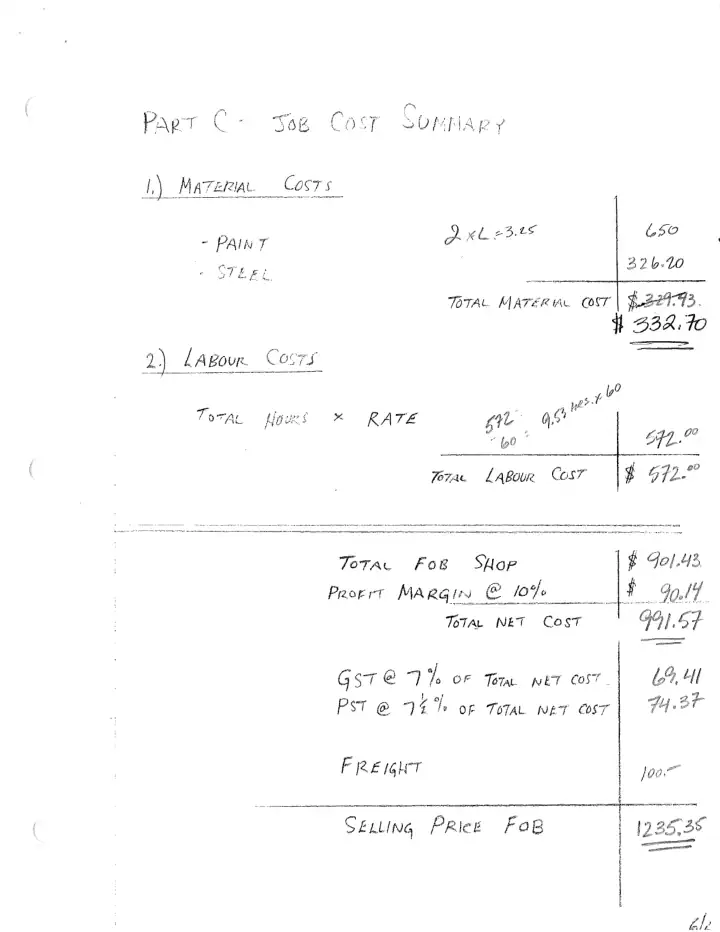 PART C - JOB COST SUMMARY
1.) MATERIAL COSTS
- PAINT 2 x L = 3.25 650
- STEEL 326.20
TOTAL MATERIAL COST $ 329.93
$ 332.70
2.) LABOUR COSTS
TOTAL HOURS x RATE 572/60 = 9.53 hrs. x 60 572.00
TOTAL LABOUR COST $ 572.00
TOTAL FOB SHOP $ 901.43
PROFIT MARGIN @ 10% $ 90.14
TOTAL NET COST 991.57
GST @ 7% OF TOTAL NET COST 69.41
PST @ 7½% OF TOTAL NET COST 74.37
FREIGHT 100.-
SELLING PRICE FOB 1235.35